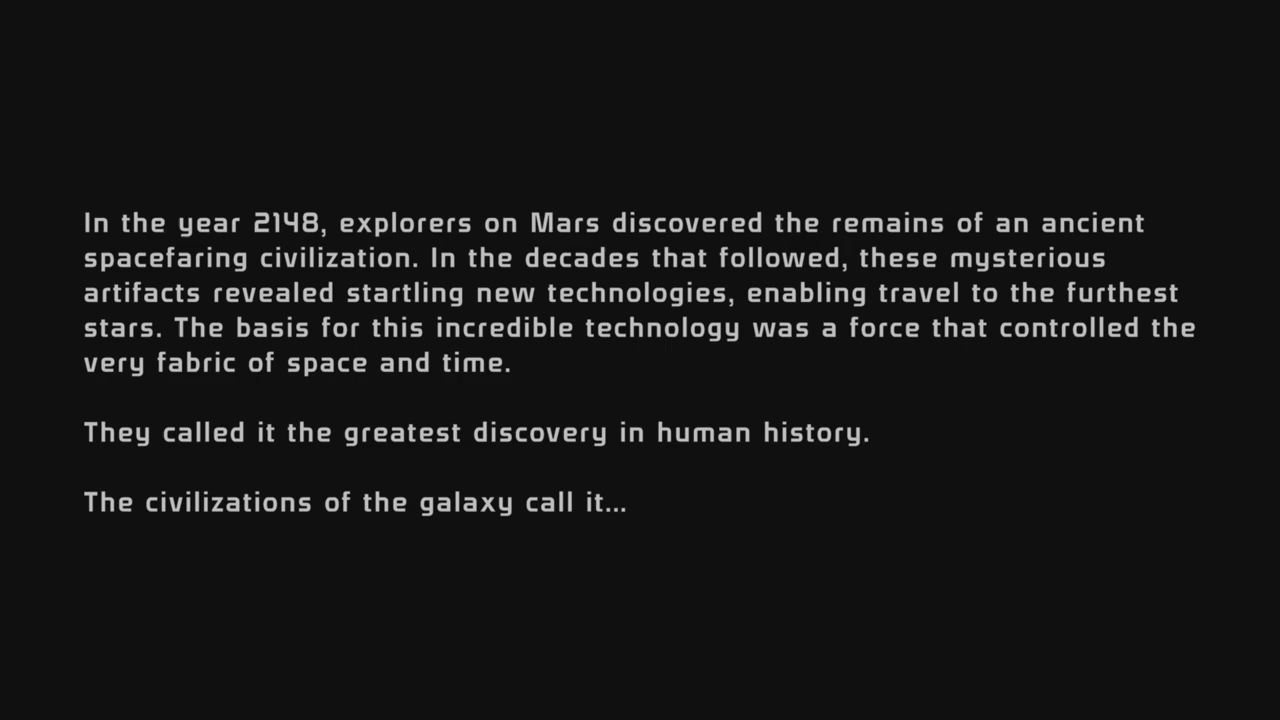 In the year 2148, explorers on Mars discovered the remains of an ancient
spacefaring civilization. In the decades that followed, these mysterious
artifacts revealed startling new technologies, enabling travel to the furthest
stars. The basis for this incredible technology was a force that controlled the
very fabric of space and time.
They called it the greatest discovery in human history.
The civilizations of the galaxy call it...